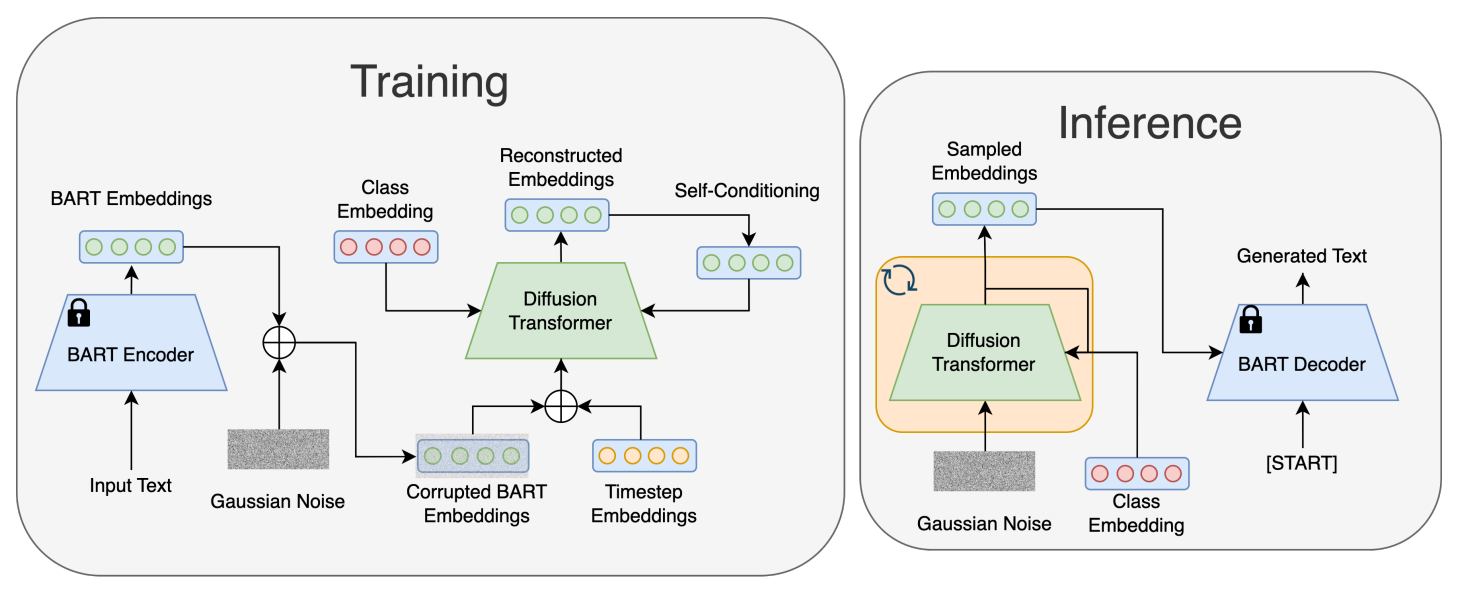 Training
BART Embeddings
Class
Embedding
Reconstructed
Embeddings
Self-Conditioning
Diffusion
Transformer
BART Encoder
Input Text
Gaussian Noise
Corrupted BART
Embeddings
Timestep
Embeddings
Inference
Sampled
Embeddings
Generated Text
Diffusion
Transformer
BART Decoder
[START]
Gaussian Noise
Class
Embedding